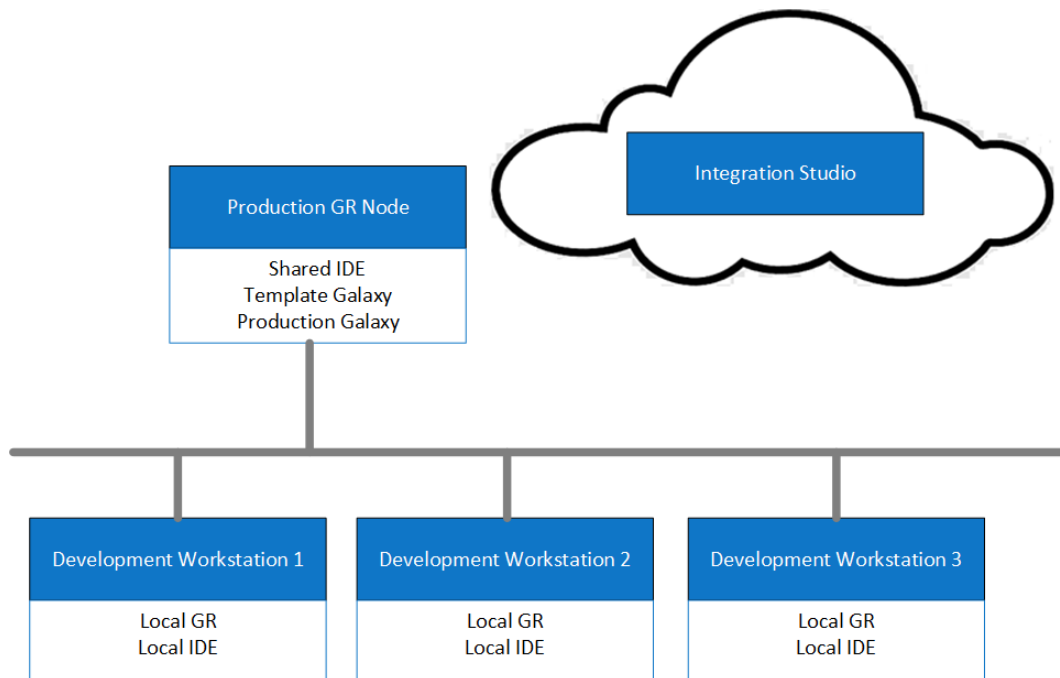 Integration Studio
Production GR Node
Shared IDE
Template Galaxy
Production Galaxy
Development Workstation 1
Local GR
Local IDE
Development Workstation 2
Local GR
Local IDE
Development Workstation 3
Local GR
Local IDE